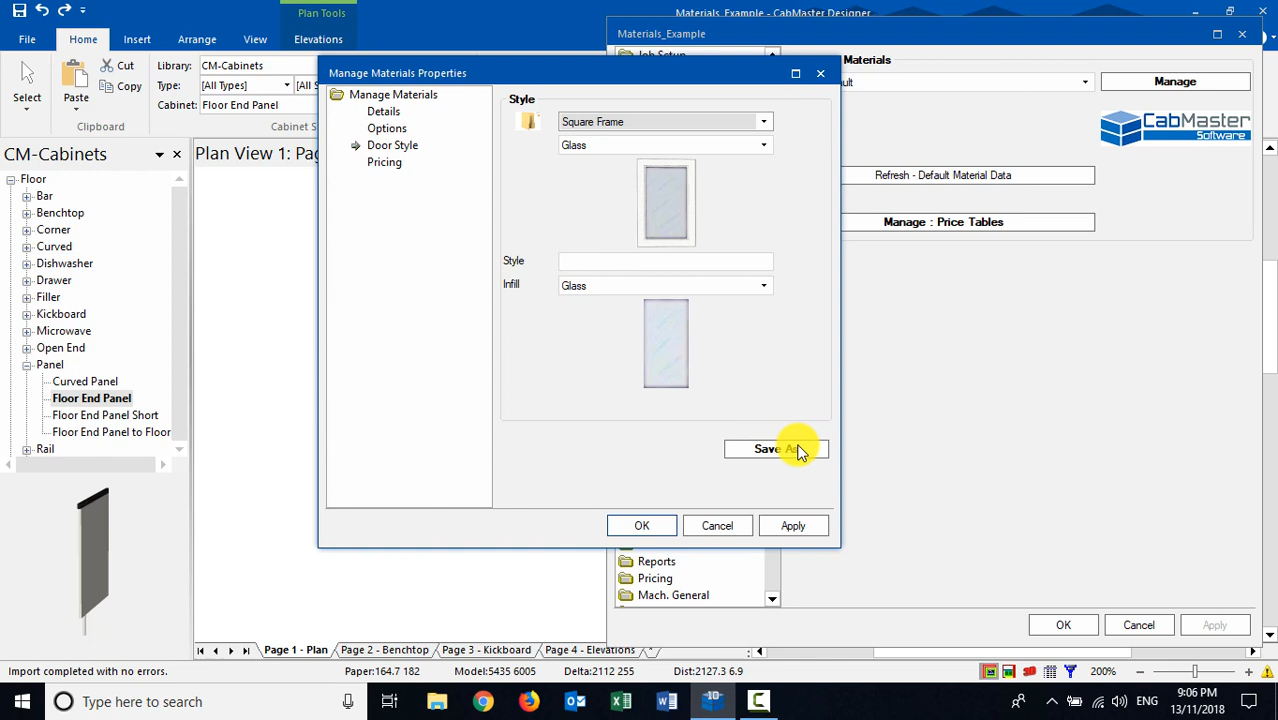 Plan Tools
Materials_Example - CabMaster Designer
File
Home
Insert
Arrange
View
Elevations
Select
Paste
Cut
Copy
Clipboard
Library:
CM-Cabinets
Type:
[All Types]
Cabinet:
Floor End Panel
CM-Cabinets
Floor
Bar
Benchtop
Corner
Curved
Dishwasher
Drawer
Filler
Kickboard
Microwave
Open End
Panel
Curved Panel
Floor End Panel
Floor End Panel Short
Floor End Panel to Floor
Rail
Plan View 1:
Manage Materials Properties
Manage Materials
Details
Options
Door Style
Pricing
Style
Square Frame
Glass
Style
Infill
Glass
Save As
OK
Cancel
Apply
Materials_Example
Job Setup
Materials
Manage
CabMaster
Software
Refresh - Default Material Data
Manage : Price Tables
Reports
Pricing
Mach. General
OK
Cancel
Apply
Page 1 - Plan
Page 2 - Benchtop
Page 3 - Kickboard
Page 4 - Elevations
Import completed with no errors.
Paper:164.7 182
Model:5435 6005
Delta:2112 255
Dist:2127.3 6.9
200%
Type here to search
ENG
9:06 PM
13/11/2018